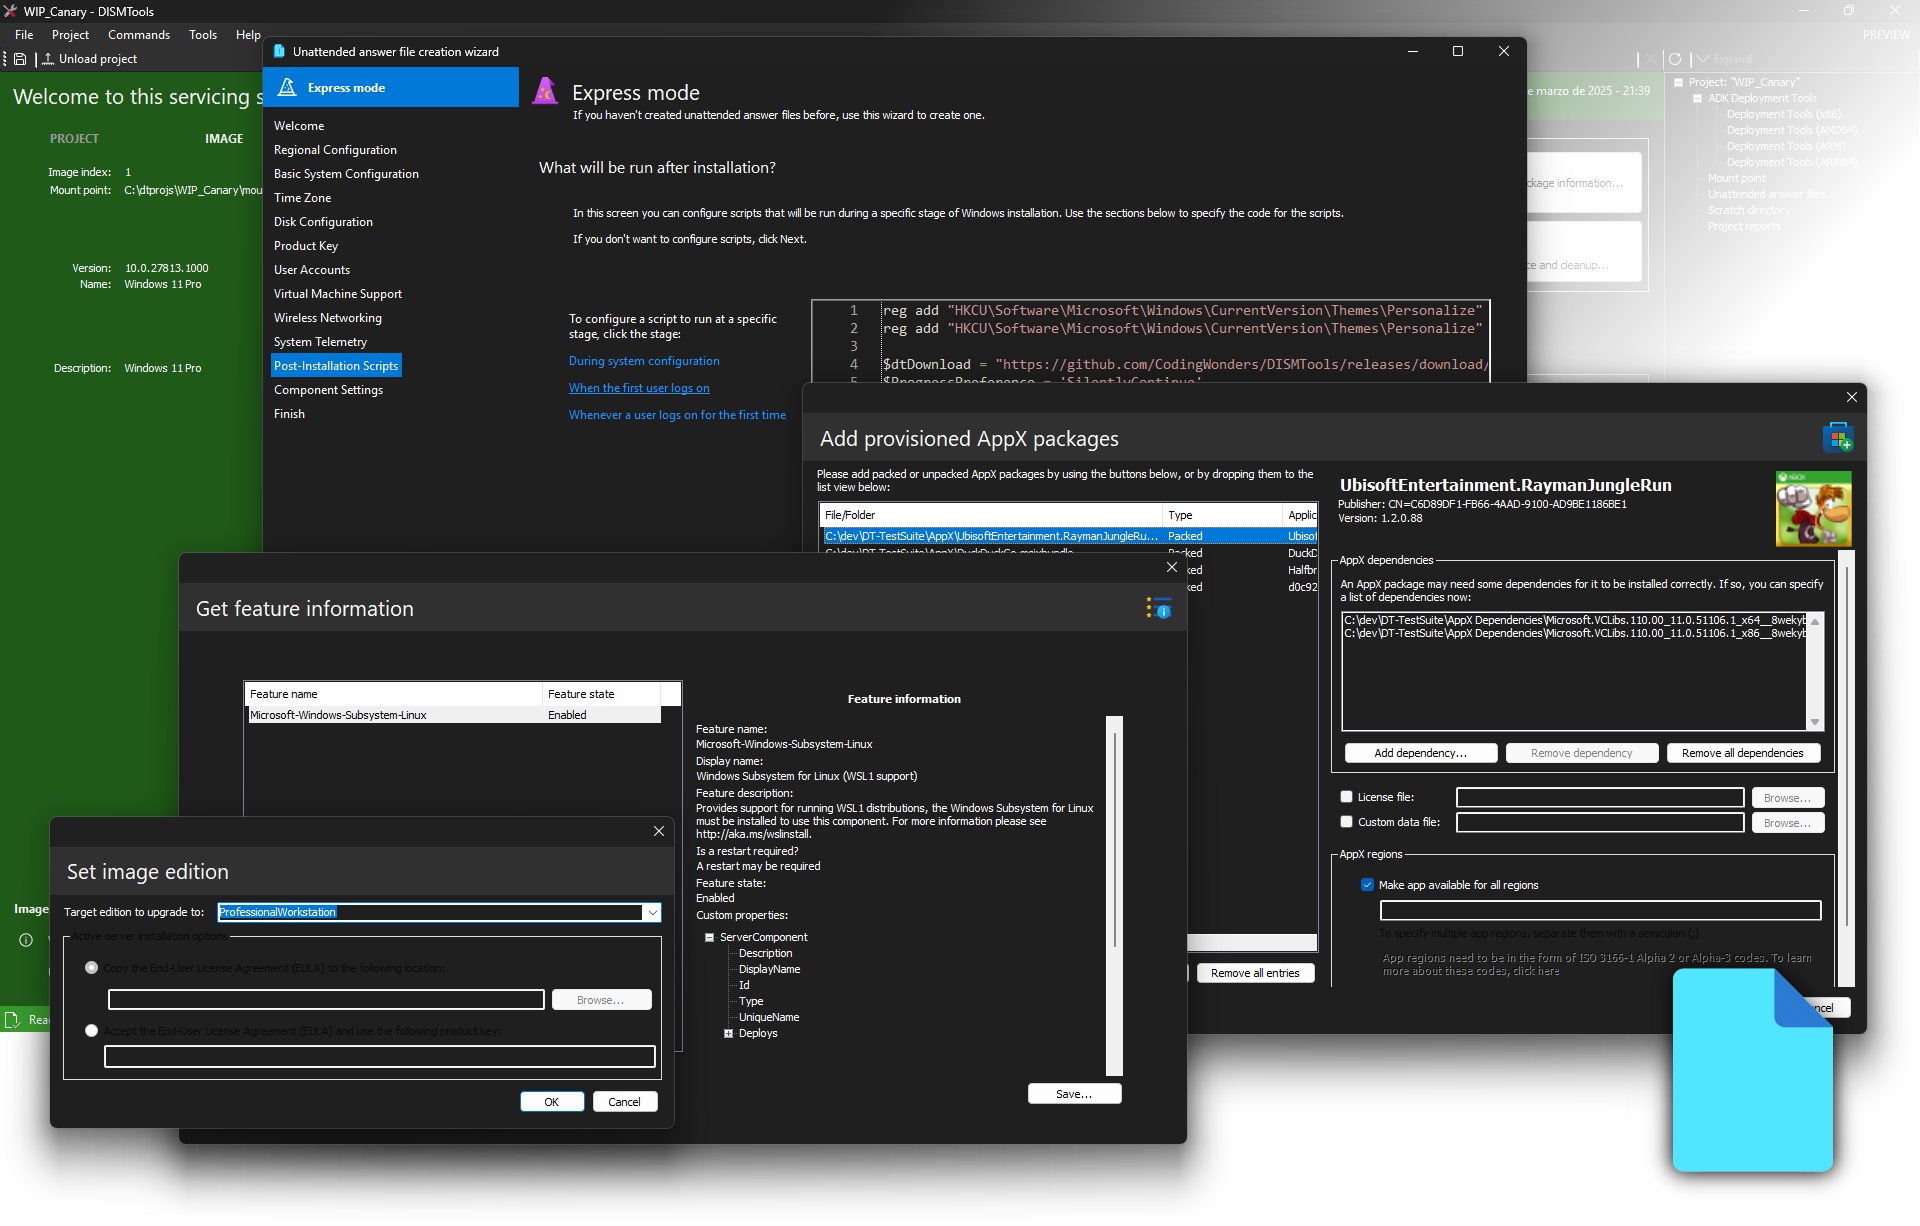 WIP_Canary - DISMTools
File Project Commands Tools Help
PREVIEW
Unload project
Expand
Welcome to this servicing s
e marzo de 2025 - 21:39
PROJECT IMAGE
Image index: 1
Mount point: C:\dtprojs\WIP_Canary\mou
Version: 10.0.27813.1000
Name: Windows 11 Pro
Description: Windows 11 Pro
Image
Rea
Project: "WIP_Canary"
ADK Deployment Tools
Deployment Tools (x86)
Deployment Tools (AMD64)
Deployment Tools (ARM)
Deployment Tools (ARM64)
Mount point
Unattended answer files
Scratch directory
Project reports
ckage information...
ce and cleanup...
Unattended answer file creation wizard
Express mode
Welcome
Regional Configuration
Basic System Configuration
Time Zone
Disk Configuration
Product Key
User Accounts
Virtual Machine Support
Wireless Networking
System Telemetry
Post-Installation Scripts
Component Settings
Finish
Express mode
If you haven't created unattended answer files before, use this wizard to create one.
What will be run after installation?
In this screen you can configure scripts that will be run during a specific stage of Windows installation. Use the sections below to specify the code for the scripts.
If you don't want to configure scripts, click Next.
To configure a script to run at a specific
stage, click the stage:
During system configuration
When the first user logs on
Whenever a user logs on for the first time
1 reg add "HKCU\Software\Microsoft\Windows\CurrentVersion\Themes\Personalize"
2 reg add "HKCU\Software\Microsoft\Windows\CurrentVersion\Themes\Personalize"
3
4 $dtDownload = "https://github.com/CodingWonders/DISMTools/releases/download/
5 $ProgressPreference = 'SilentlyContinue'
Add provisioned AppX packages
Please add packed or unpacked AppX packages by using the buttons below, or by dropping them to the
list view below:
File/Folder Type Applic
C:\dev\DT-TestSuite\AppX\UbisoftEntertainment.RaymanJungleRu... Packed Ubisof
C:\dev\DT-TestSuite\AppX\DuckDuckGo.msixbundle Packed DuckD
ked Halfbr
ked d0c92
Remove all entries
UbisoftEntertainment.RaymanJungleRun
Publisher: CN=C6D89DF1-FB66-4AAD-9100-AD9BE1186BE1
Version: 1.2.0.88
XBOX
AppX dependencies
An AppX package may need some dependencies for it to be installed correctly. If so, you can specify
a list of dependencies now:
C:\dev\DT-TestSuite\AppX Dependencies\Microsoft.VCLibs.110.00_11.0.51106.1_x64__8wekyb
C:\dev\DT-TestSuite\AppX Dependencies\Microsoft.VCLibs.110.00_11.0.51106.1_x86__8wekyb
Add dependency... Remove dependency Remove all dependencies
License file: Browse...
Custom data file: Browse...
AppX regions
Make app available for all regions
To specify multiple app regions, separate them with a semicolon (;)
App regions need to be in the form of ISO 3166-1 Alpha 2 or Alpha-3 codes. To learn
more about these codes, click here
ncel
Get feature information
Feature name Feature state
Microsoft-Windows-Subsystem-Linux Enabled
Feature information
Feature name:
Microsoft-Windows-Subsystem-Linux
Display name:
Windows Subsystem for Linux (WSL1 support)
Feature description:
Provides support for running WSL1 distributions, the Windows Subsystem for Linux
must be installed to use this component. For more information please see
http://aka.ms/wslinstall.
Is a restart required?
A restart may be required
Feature state:
Enabled
Custom properties:
ServerComponent
Description
DisplayName
Id
Type
UniqueName
Deploys
Save...
Set image edition
Target edition to upgrade to: ProfessionalWorkstation
Active server installation options
Copy the End-User License Agreement (EULA) to the following location:
Browse...
Accept the End-User License Agreement (EULA) and use the following product key:
OK Cancel